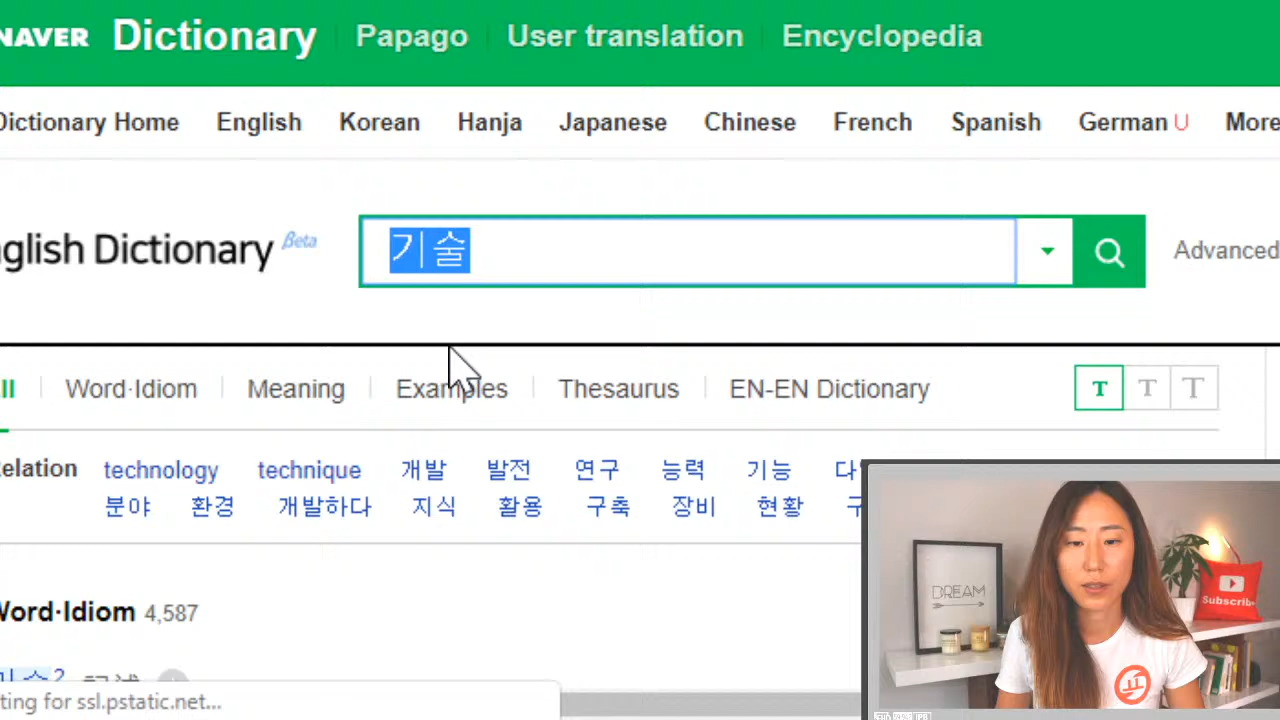 NAVER Dictionary Papago User translation Encyclopedia
Dictionary Home English Korean Hanja Japanese Chinese French Spanish German U More
nglish Dictionary Beta
기술
Advanced
ll Word·Idiom Meaning Examples Thesaurus EN-EN Dictionary T T T
elation technology technique 개발 발전 연구 능력 기능
분야 환경 개발하다 지식 활용 구축 장비 현황
Word·Idiom 4,587
ting for ssl.pstatic.net...
DREAM
Subscribe